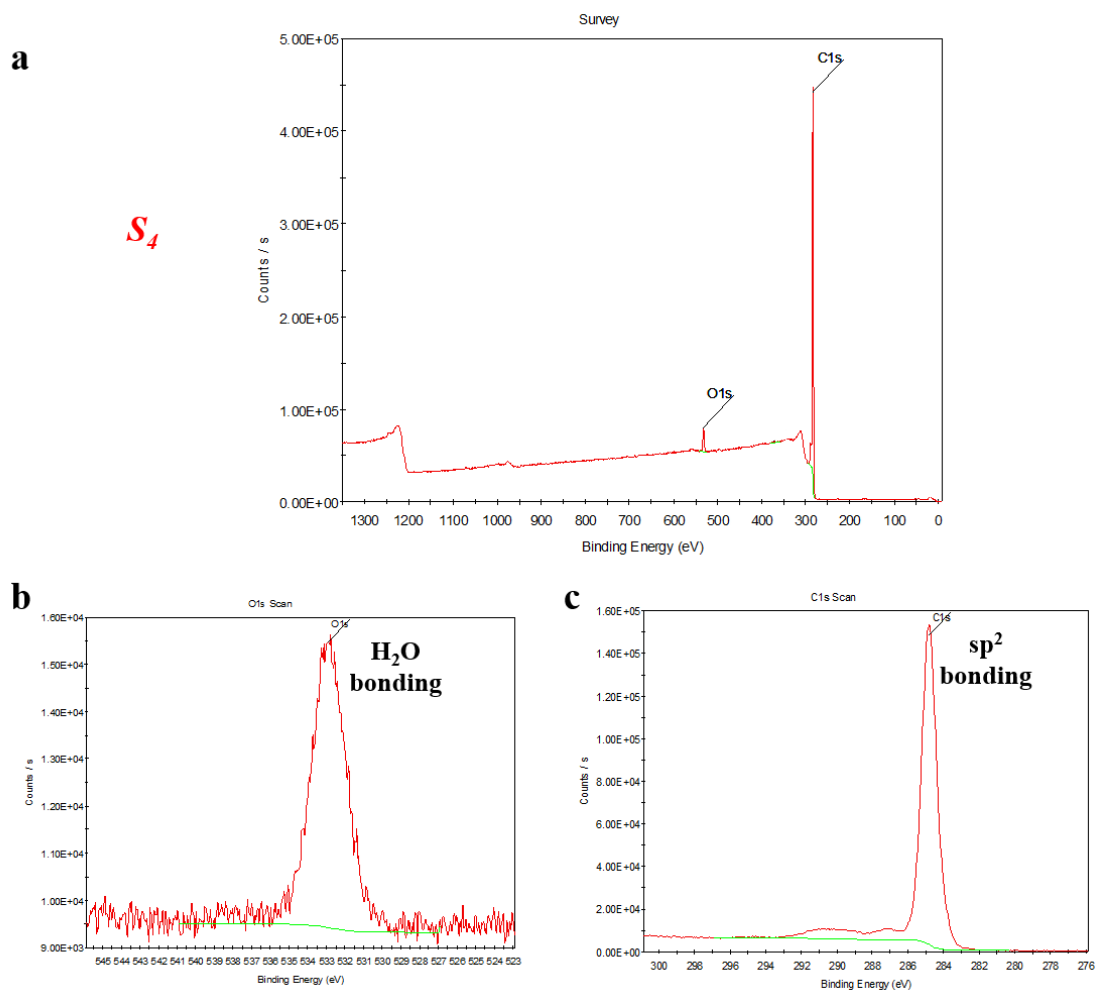 Survey
a
5.00E+05
C1s
4.00E+05
S4
3.00E+05
Counts / s
2.00E+05
O1s
1.00E+05
0.00E+00
1300 1200 1100 1000 900 800 700 600 500 400 300 200 100 0
Binding Energy (eV)
b
O1s Scan
1.60E+04
O1s
H2O
bonding
1.50E+04
1.40E+04
1.30E+04
Counts / s
1.20E+04
1.10E+04
1.00E+04
9.00E+03
545 544 543 542 541 540 539 538 537 536 535 534 533 532 531 530 529 528 527 526 525 524 523
Binding Energy (eV)
c
C1s Scan
1.60E+05
C1s
sp2
bonding
1.40E+05
1.20E+05
1.00E+05
Counts / s
8.00E+04
6.00E+04
4.00E+04
2.00E+04
0.00E+00
300 296 294 292 290 288 286 284 282 280 278 276
Binding Energy (eV)